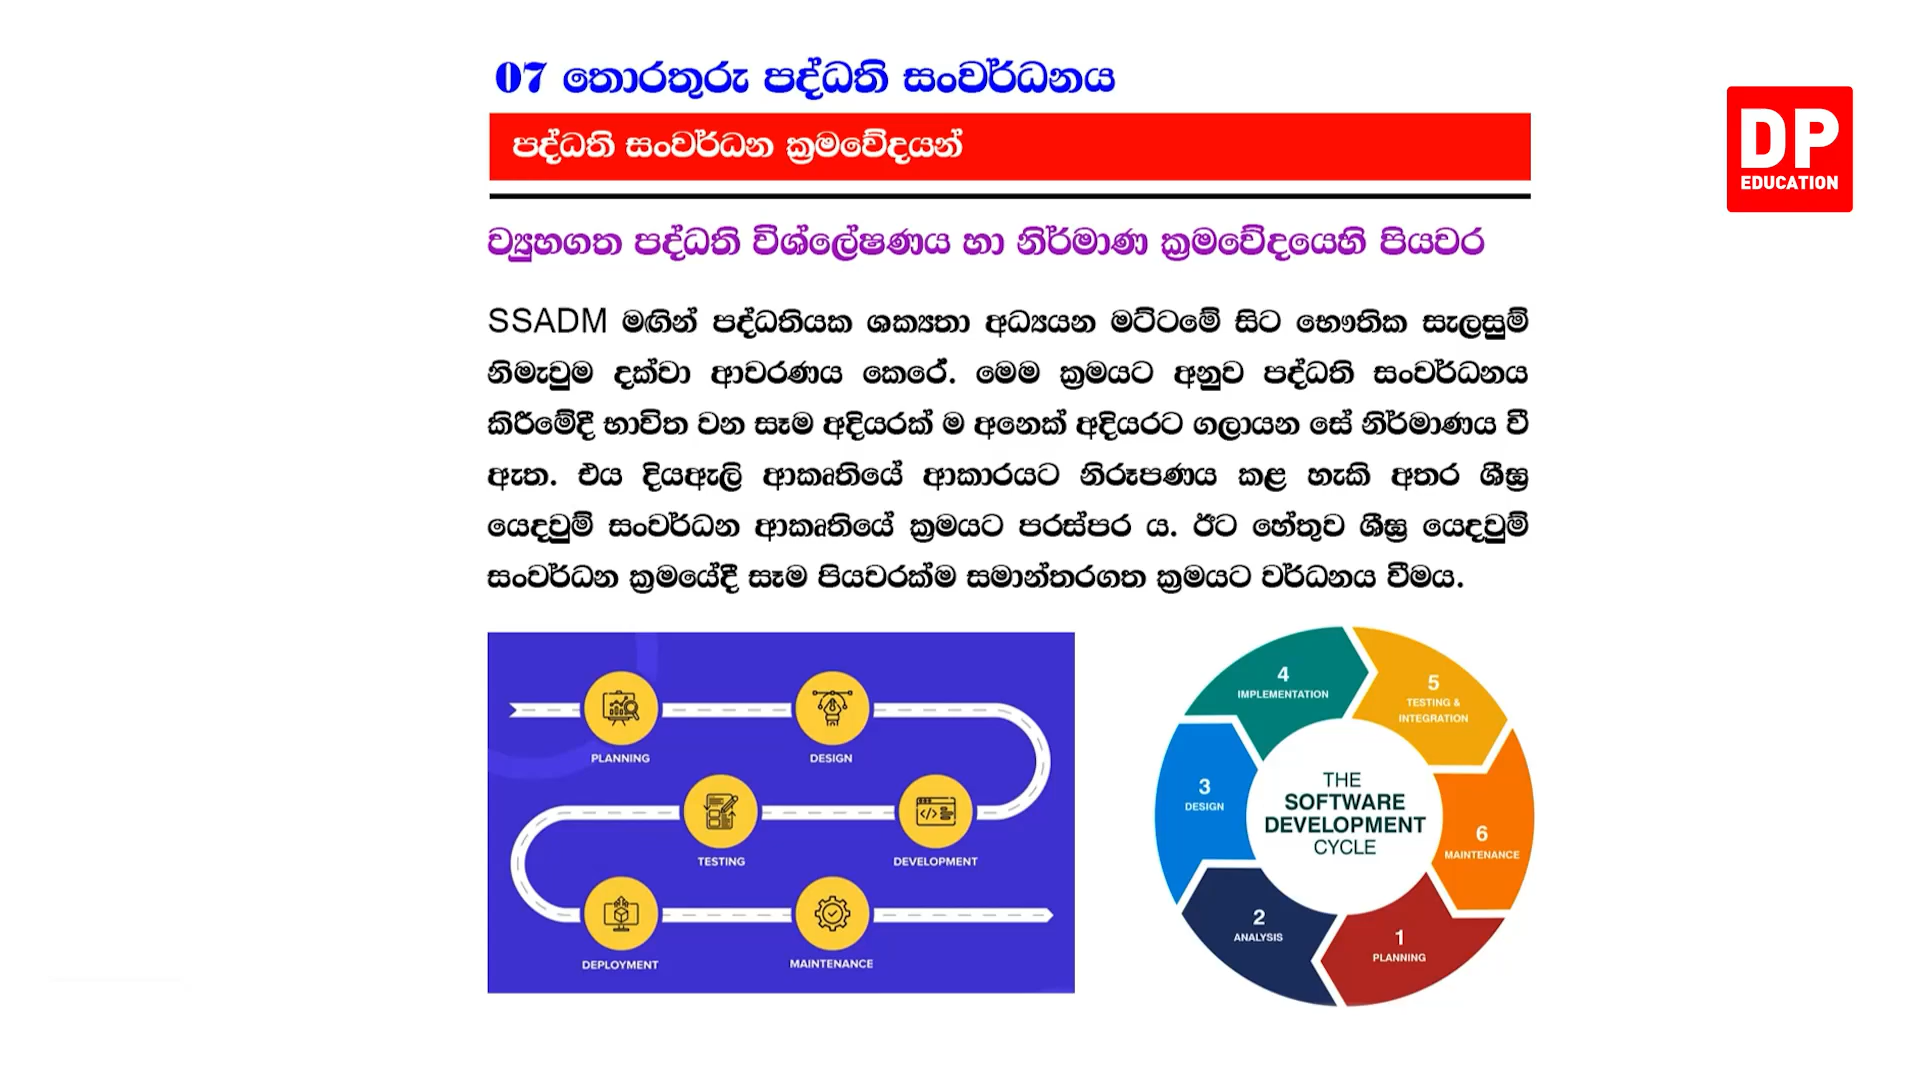 07 තොරතුරු පද්ධති සංවර්ධනය
DP
EDUCATION
පද්ධති සංවර්ධන ක්‍රමවේදයන්
ව්‍යුහගත පද්ධති විශ්ලේෂණය හා නිර්මාණ ක්‍රමවේදයෙහි පියවර
SSADM මඟින් පද්ධතියක ශක්‍යතා අධ්‍යයන මට්ටමේ සිට භෞතික සැලසුම්
නිමැවුම දක්වා ආවරණය කෙරේ. මෙම ක්‍රමයට අනුව පද්ධති සංවර්ධනය
කිරීමේදී භාවිත වන සෑම අදියරක් ම අනෙක් අදියරට ගලායන සේ නිර්මාණය වී
ඇත. එය දියඇලි ආකෘතියේ ආකාරයට නිරූපණය කළ හැකි අතර ශීඝ්‍ර
යෙදවුම් සංවර්ධන ආකෘතියේ ක්‍රමයට පරස්පර ය. ඊට හේතුව ශීඝ්‍ර යෙදවුම්
සංවර්ධන ක්‍රමයේදී සෑම පියවරක්ම සමාන්තරගත ක්‍රමයට වර්ධනය වීමය.
PLANNING
DESIGN
TESTING
DEVELOPMENT
DEPLOYMENT
MAINTENANCE
4
IMPLEMENTATION
5
TESTING &
INTEGRATION
3
DESIGN
THE
SOFTWARE
DEVELOPMENT
CYCLE
6
MAINTENANCE
2
ANALYSIS
1
PLANNING